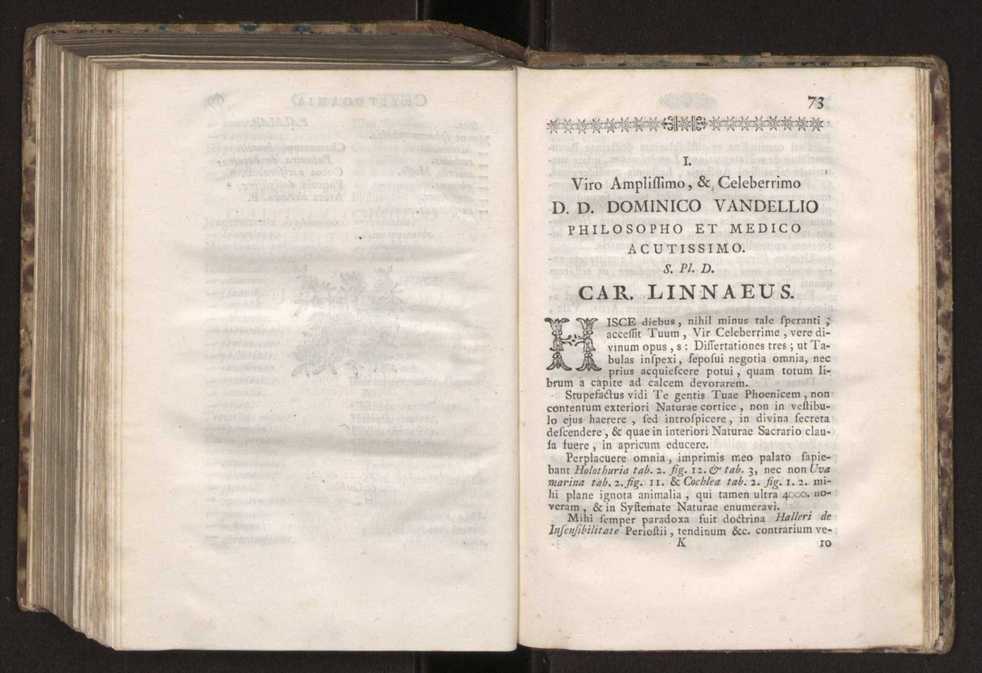 73
I.
Viro Ampliſſimo, & Celeberrimo
D. D. DOMINICO VANDELLIO
PHILOSOPHO ET MEDICO
ACUTISSIMO.
S. Pl. D.
CAR. LINNAEUS.
HISCE diebus, nihil minus tale ſperanti,
acceſſit Tuum, Vir Celeberrime, vere di-
vinum opus, s: Diſſertationes tres; ut Ta-
bulas inſpexi, ſepoſui negotia omnia, nec
prius acquieſcere potui, quam totum li-
brum a capite ad calcem devorarem.
Stupefactus vidi Te gentis Tuae Phoenicem, non
contentum exteriori Naturae cortice, non in veſtibu-
lo ejus haerere, ſed introſpicere, in divina ſecreta
deſcendere, & quae in interiori Naturae Sacrario clau-
ſa fuere, in apricum educere.
Perplacuere omnia, imprimis meo palato ſapie-
bant Holothuria tab. 2. fig. 12. & tab. 3, nec non Uva
marina tab. 2. fig. 11. & Cochlea tab. 2. fig. 1. 2. mi-
hi plane ignota animalia, qui tamen ultra 4000. no-
veram, & in Syſtemate Naturae enumeravi.
Mihi ſemper paradoxa fuit doctrina Halleri de
Inſenſibilitate Perioſtii, tendinum &c. contrarium ve-
K ro